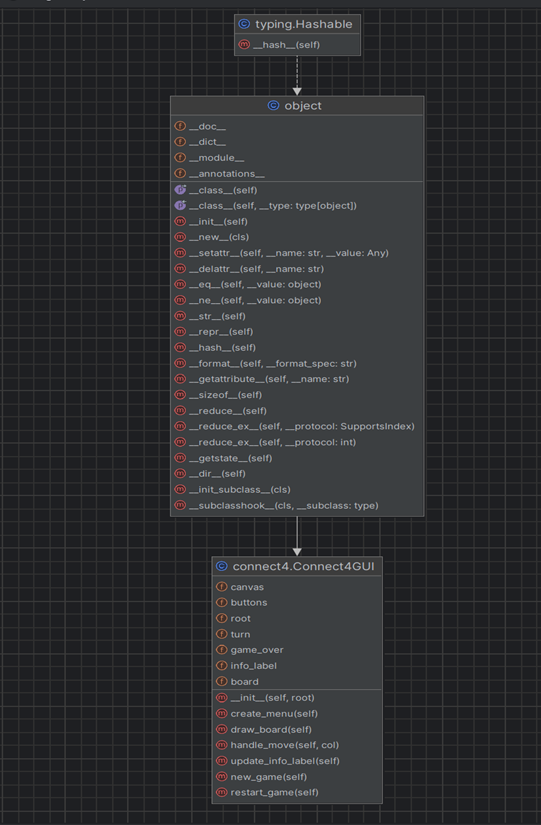 typing.Hashable
__hash__(self)
object
__doc__
__dict__
__module__
__annotations__
__class__(self)
__class__(self, __type: type[object])
__init__(self)
__new__(cls)
__setattr__(self, __name: str, __value: Any)
__delattr__(self, __name: str)
__eq__(self, __value: object)
__ne__(self, __value: object)
__str__(self)
__repr__(self)
__hash__(self)
__format__(self, __format_spec: str)
__getattribute__(self, __name: str)
__sizeof__(self)
__reduce__(self)
__reduce_ex__(self, __protocol: SupportsIndex)
__reduce_ex__(self, __protocol: int)
__getstate__(self)
__dir__(self)
__init_subclass__(cls)
__subclasshook__(cls, __subclass: type)
connect4.Connect4GUI
canvas
buttons
root
turn
game_over
info_label
board
__init__(self, root)
create_menu(self)
draw_board(self)
handle_move(self, col)
update_info_label(self)
new_game(self)
restart_game(self)